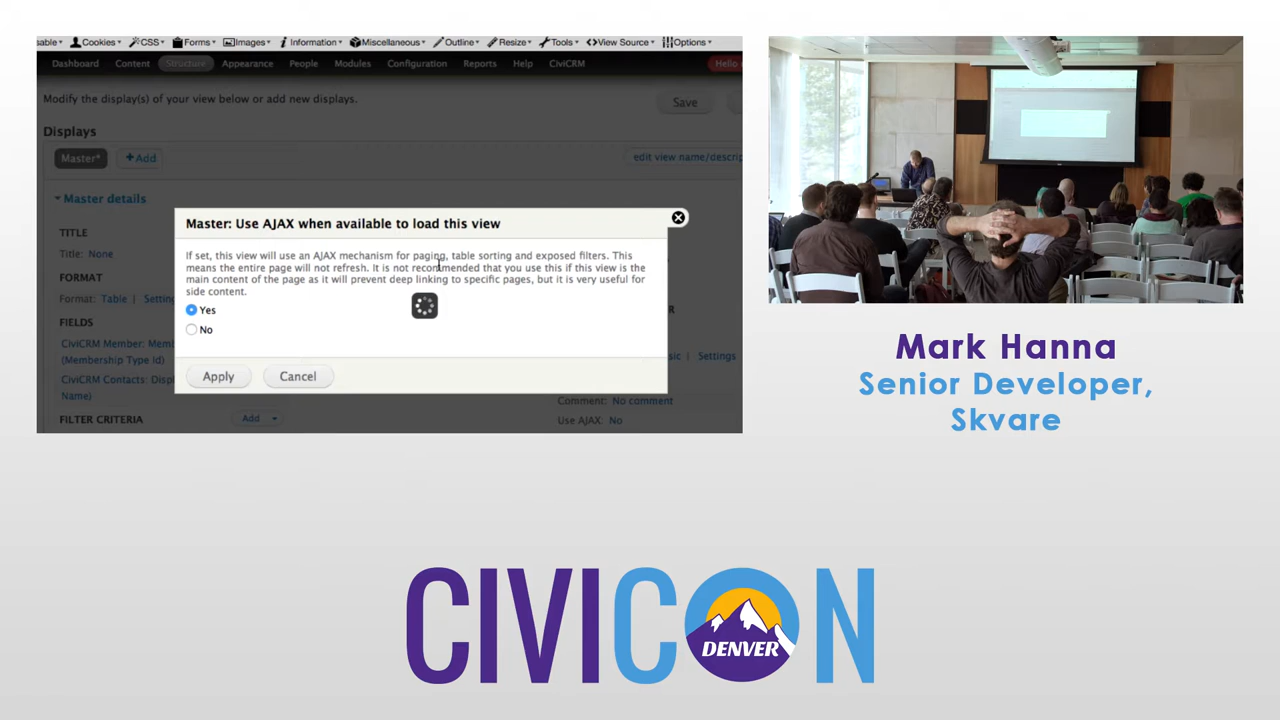 sable
Cookies
CSS
Forms
Images
Information
Miscellaneous
Outline
Resize
Tools
View Source
Options
Dashboard
Content
Structure
Appearance
People
Modules
Configuration
Reports
Help
CiviCRM
Hello
Modify the display(s) of your view below or add new displays.
Save
Displays
Master*
+Add
edit view name/descrip
Master details
TITLE
Title: None
FORMAT
Format: Table | Setting
FIELDS
CiviCRM Member: Mem
(Membership Type Id)
CiviCRM Contacts: Disp
Name)
FILTER CRITERIA
Add
Master: Use AJAX when available to load this view
If set, this view will use an AJAX mechanism for paging, table sorting and exposed filters. This
means the entire page will not refresh. It is not recommended that you use this if this view is the
main content of the page as it will prevent deep linking to specific pages, but it is very useful for
side content.
Yes
No
Apply
Cancel
R
sic | Settings
Comment: No comment
Use AJAX: No
Mark Hanna
Senior Developer,
Skvare
CIVICON
DENVER